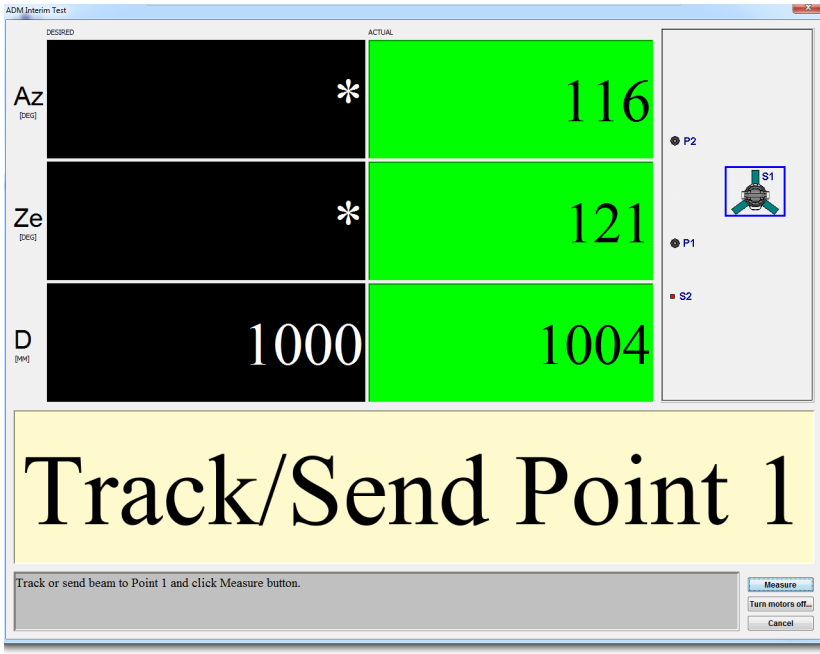 ADM Interim Test
DESIRED
ACTUAL
Az
[DEG]
*
116
Ze
[DEG]
*
121
D
[MM]
1000
1004
P2
S1
P1
S2
Track/Send Point 1
Track or send beam to Point 1 and click Measure button.
Measure
Turn motors off...
Cancel